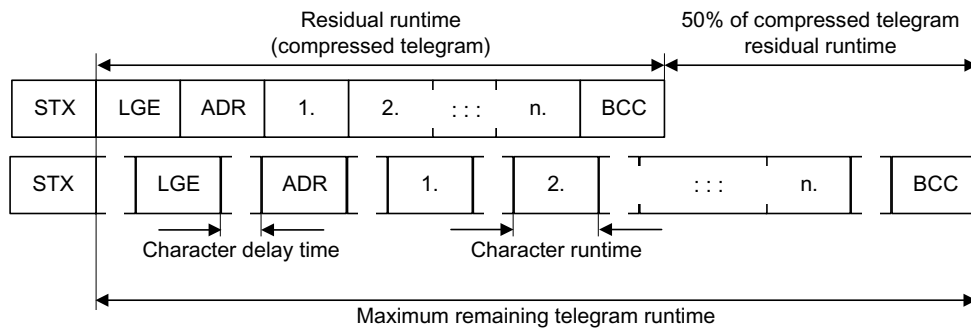 Residual runtime
(compressed telegram)
50% of compressed telegram
residual runtime
STX LGE ADR 1. 2. : : : n. BCC
STX LGE ADR 1. 2. : : : n. BCC
Character delay time Character runtime
Maximum remaining telegram runtime